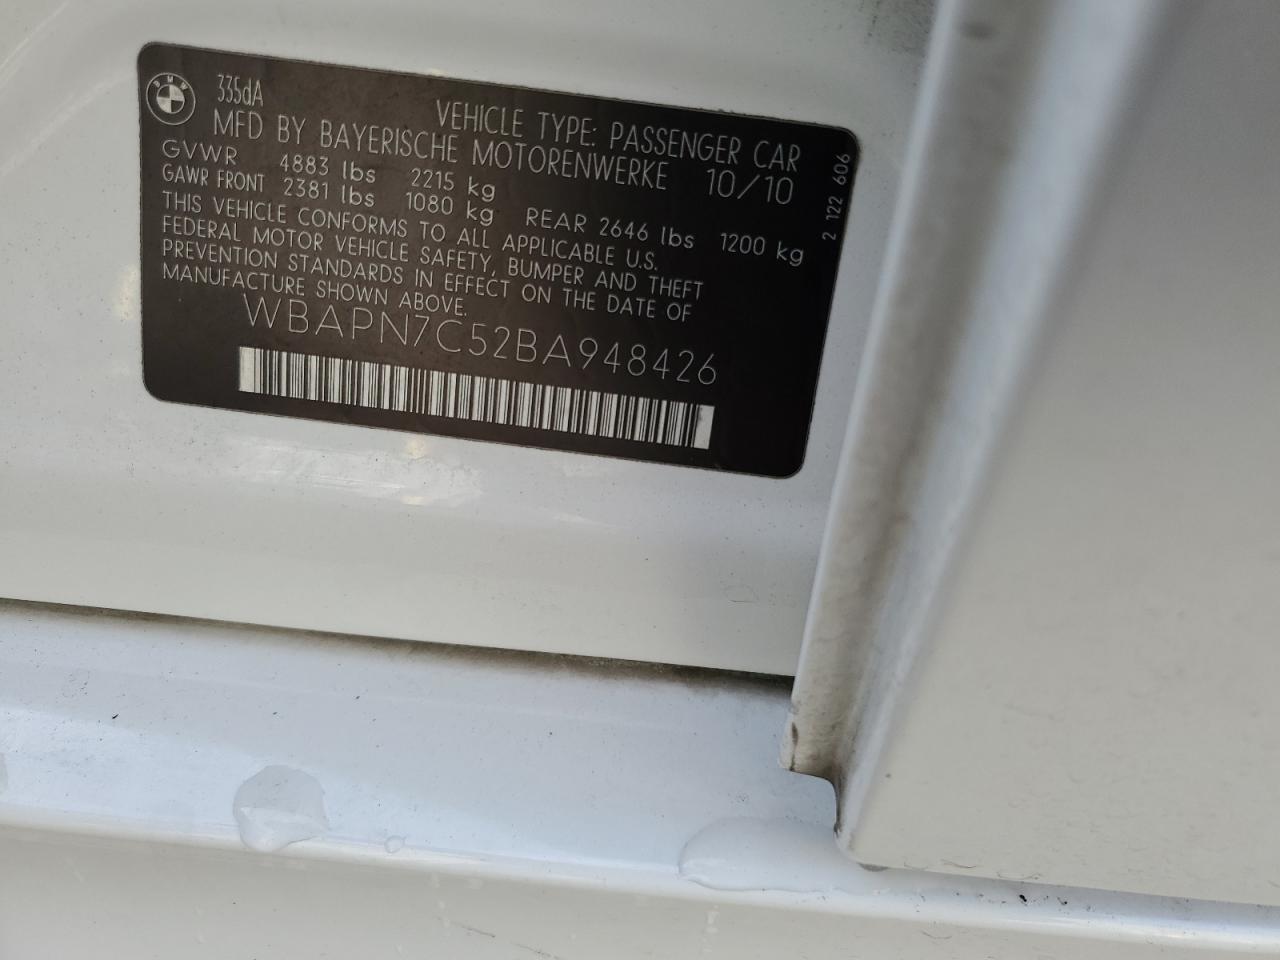 BMW
335dA
VEHICLE TYPE: PASSENGER CAR
MFD BY BAYERISCHE MOTORENWERKE 10/10
GVWR 4883 lbs 2215 kg
GAWR FRONT 2381 lbs 1080 kg REAR 2646 lbs 1200 kg
THIS VEHICLE CONFORMS TO ALL APPLICABLE U.S.
FEDERAL MOTOR VEHICLE SAFETY, BUMPER AND THEFT
PREVENTION STANDARDS IN EFFECT ON THE DATE OF
MANUFACTURE SHOWN ABOVE.
WBAPN7C52BA948426
2 122 606